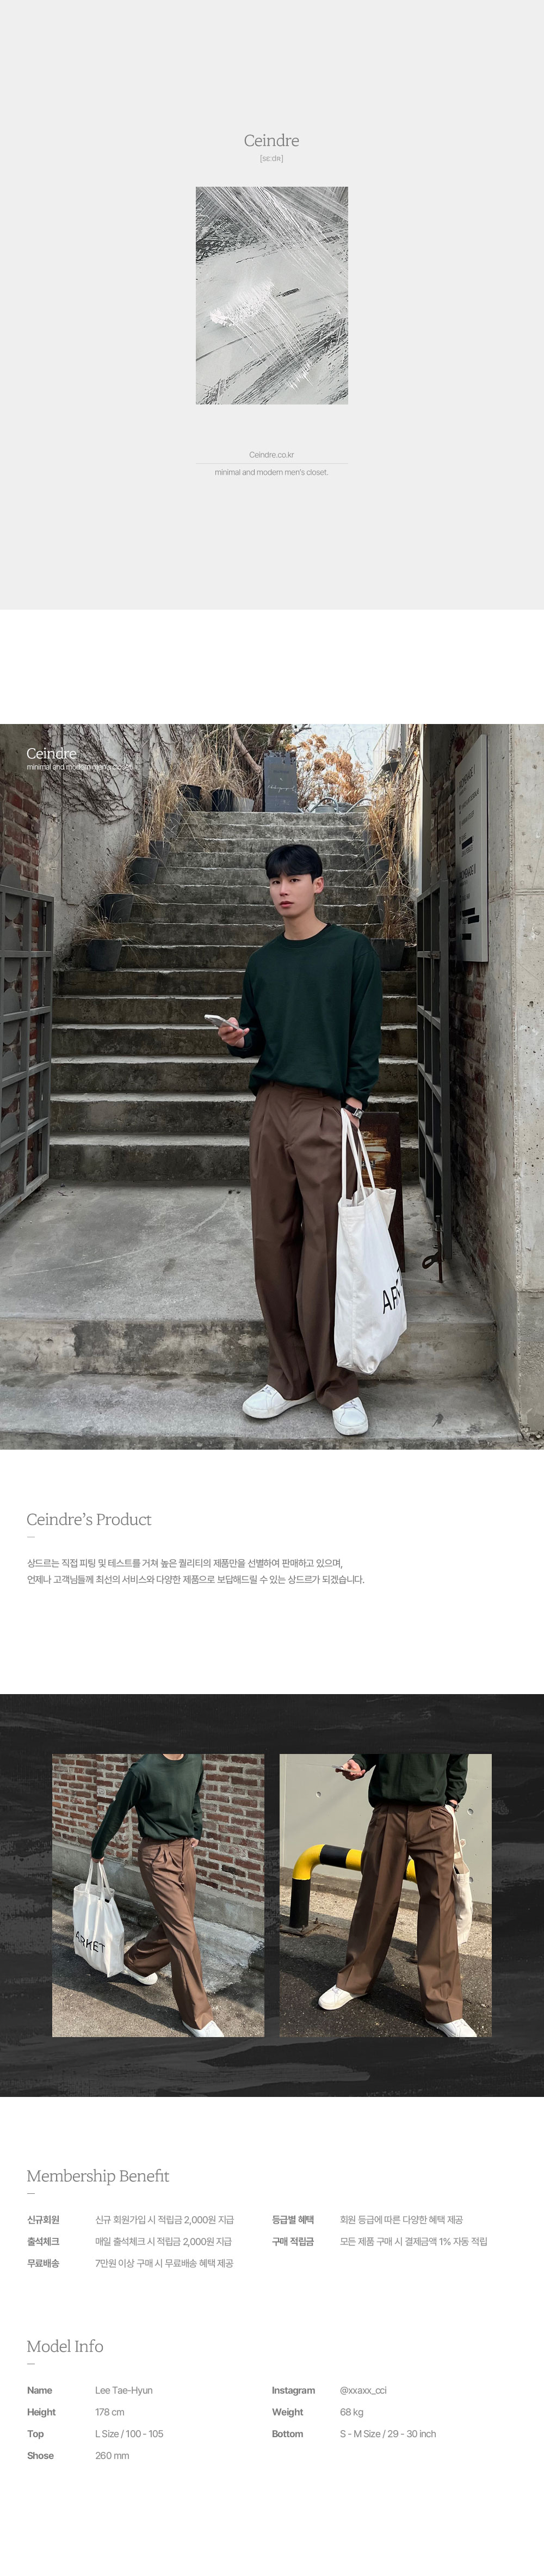 Ceindre
[sɛ̃:dʀ]
Ceindre.co.kr
minimal and modern men's closet.
Ceindre
minimal and modern men's closet.
AR
Ceindre's Product
상드르는 직접 피팅 및 테스트를 거쳐 높은 퀄리티의 제품만을 선별하여 판매하고 있으며,
언제나 고객님들께 최선의 서비스와 다양한 제품으로 보답해드릴 수 있는 상드르가 되겠습니다.
ARKET
Membership Benefit
신규회원 신규 회원가입 시 적립금 2,000원 지급
등급별 혜택 회원 등급에 따른 다양한 혜택 제공
출석체크 매일 출석체크 시 적립금 2,000원 지급
구매 적립금 모든 제품 구매 시 결제금액 1% 자동 적립
무료배송 7만원 이상 구매 시 무료배송 혜택 제공
Model Info
Name Lee Tae-Hyun
Instagram @xxaxx_cci
Height 178 cm
Weight 68 kg
Top L Size / 100 - 105
Bottom S - M Size / 29 - 30 inch
Shose 260 mm